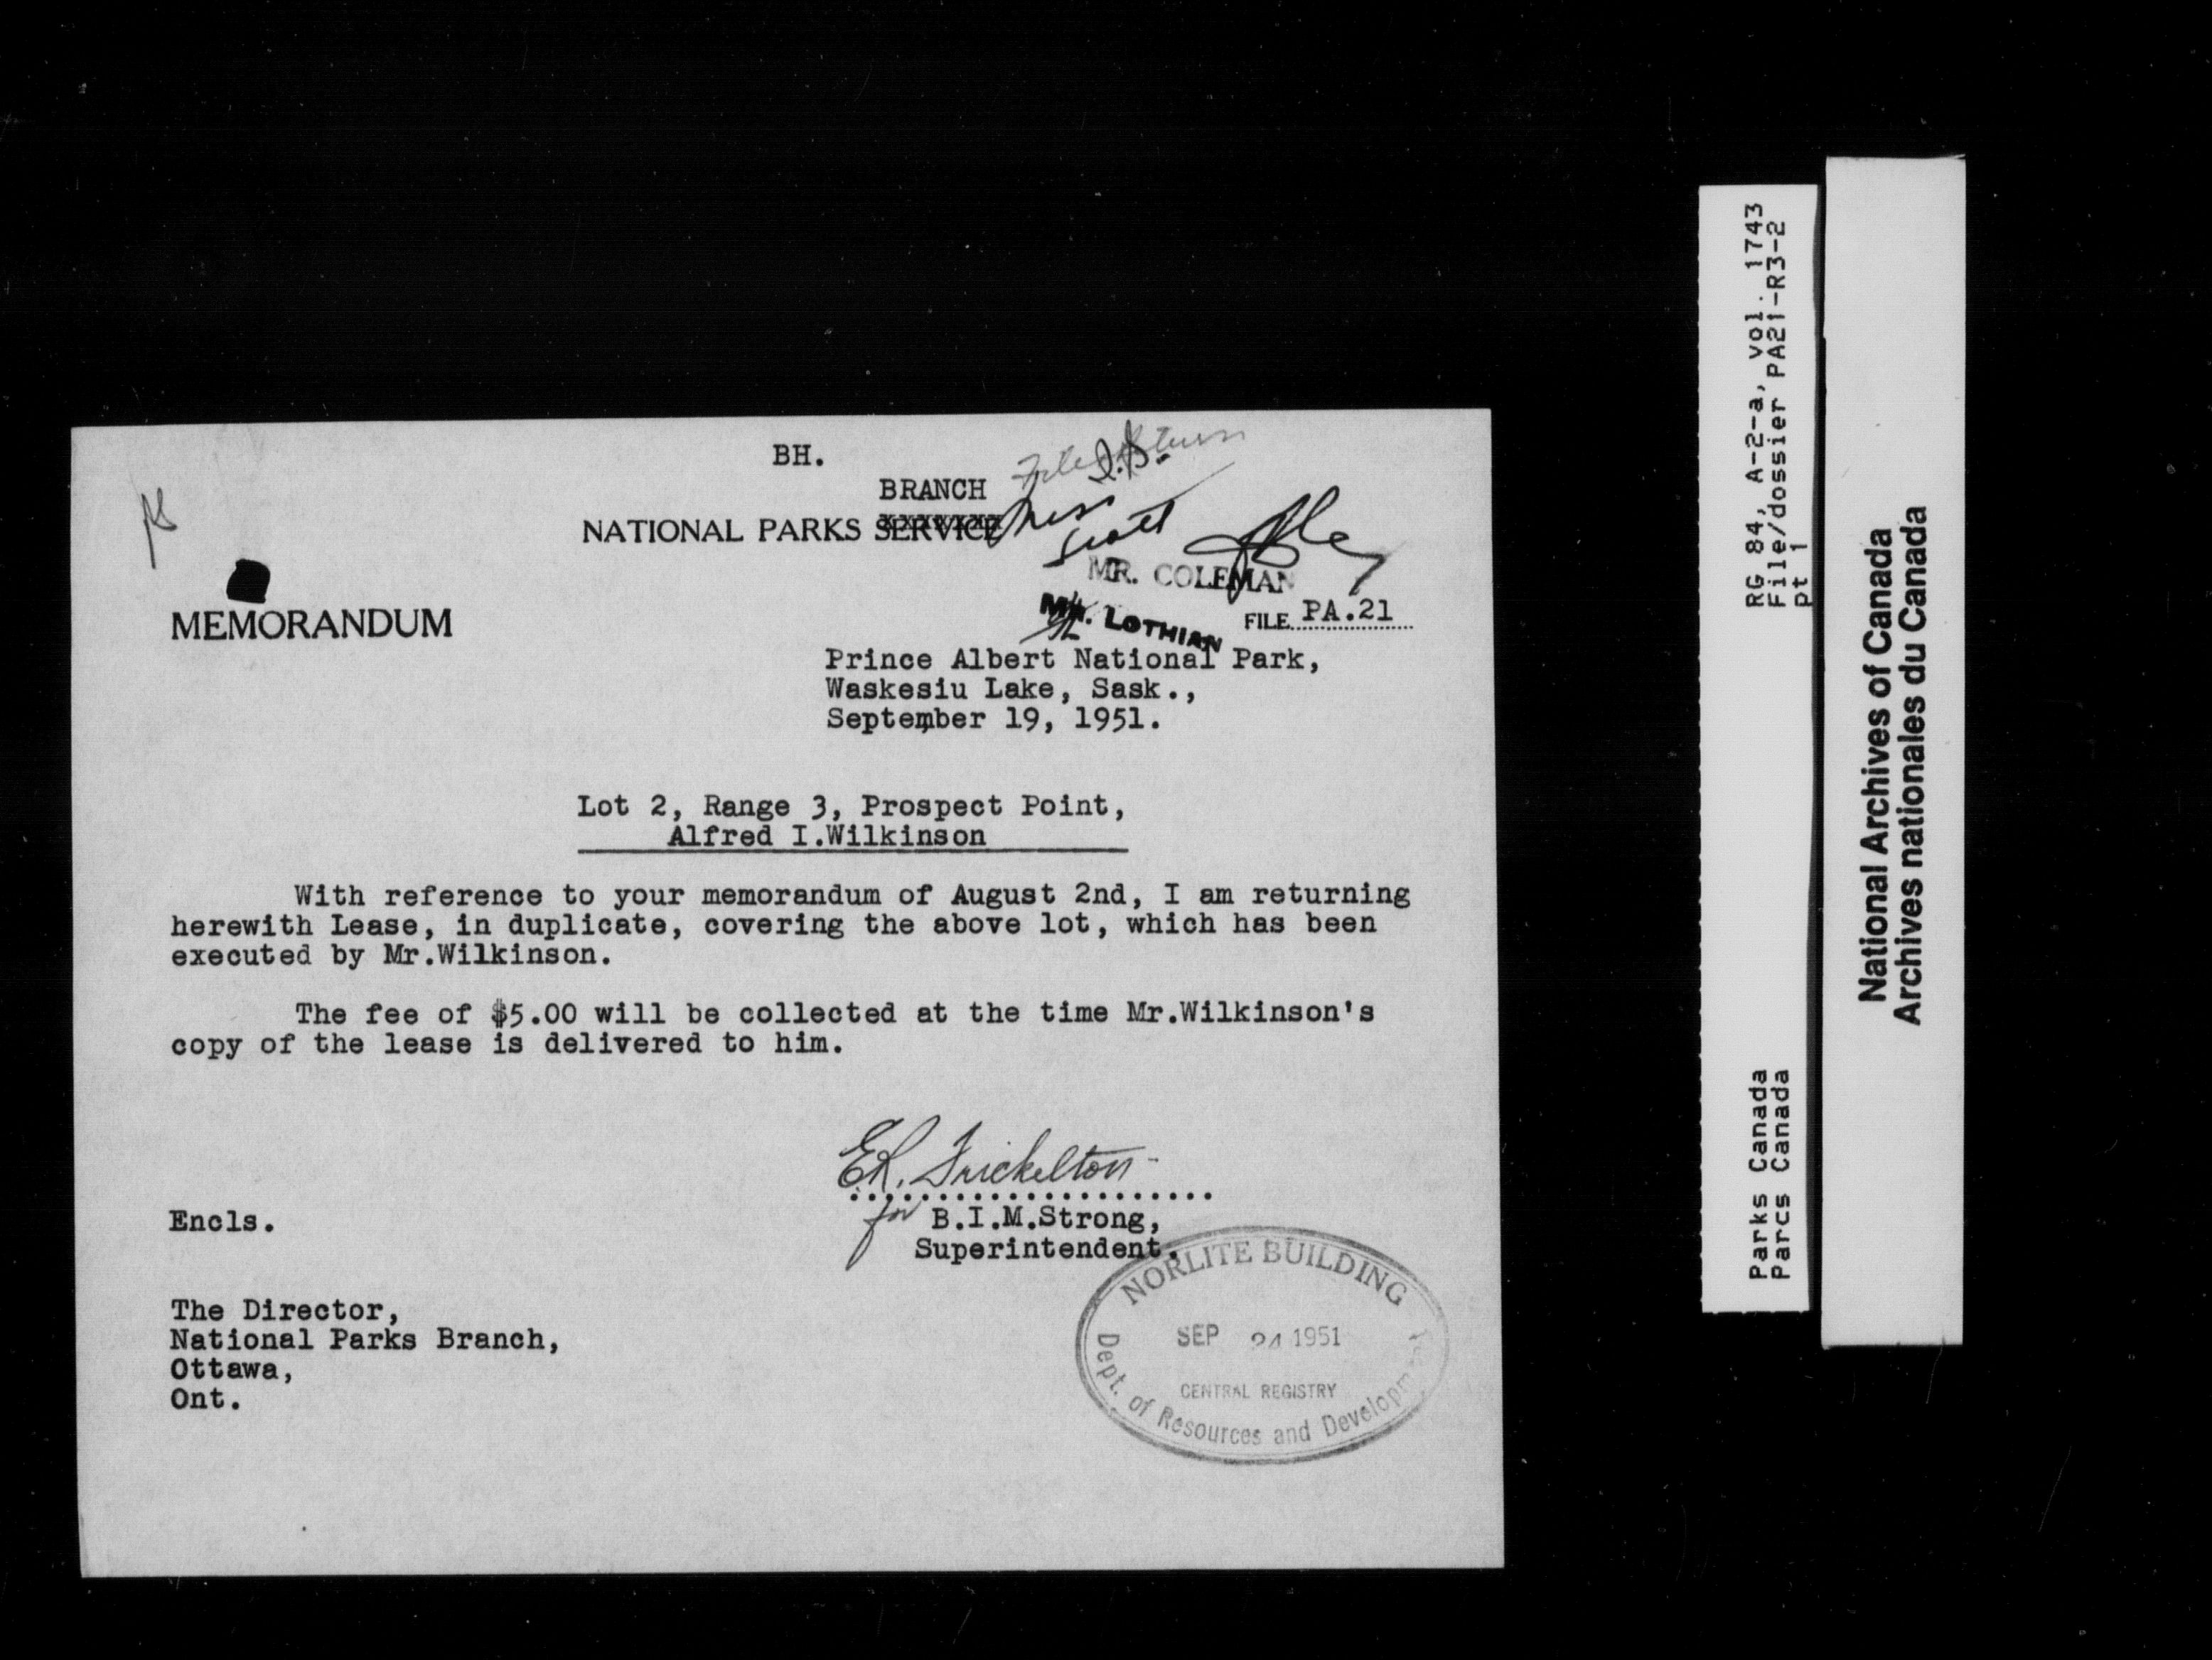 BH.
BRANCH
NATIONAL PARKS SERVICE
Miss
Scott
MR. COLEMAN
MR. LOTHIAN
FILE PA.21
MEMORANDUM
Prince Albert National Park,
Waskesiu Lake, Sask.,
September 19, 1951.
Lot 2, Range 3, Prospect Point,
Alfred I.Wilkinson
With reference to your memorandum of August 2nd, I am returning
herewith Lease, in duplicate, covering the above lot, which has been
executed by Mr.Wilkinson.
The fee of $5.00 will be collected at the time Mr.Wilkinson's
copy of the lease is delivered to him.
for B.I.M.Strong,
Superintendent.
Encls.
The Director,
National Parks Branch,
Ottawa,
Ont.
NORLITE BUILDING
SEP 24 1951
CENTRAL REGISTRY
Dept. of Resources and Development
RG 84, A-2-a, vol. 1743
File/dossier PA21-R3-2
pt 1
Parks Canada
Parcs Canada
National Archives of Canada
Archives nationales du Canada